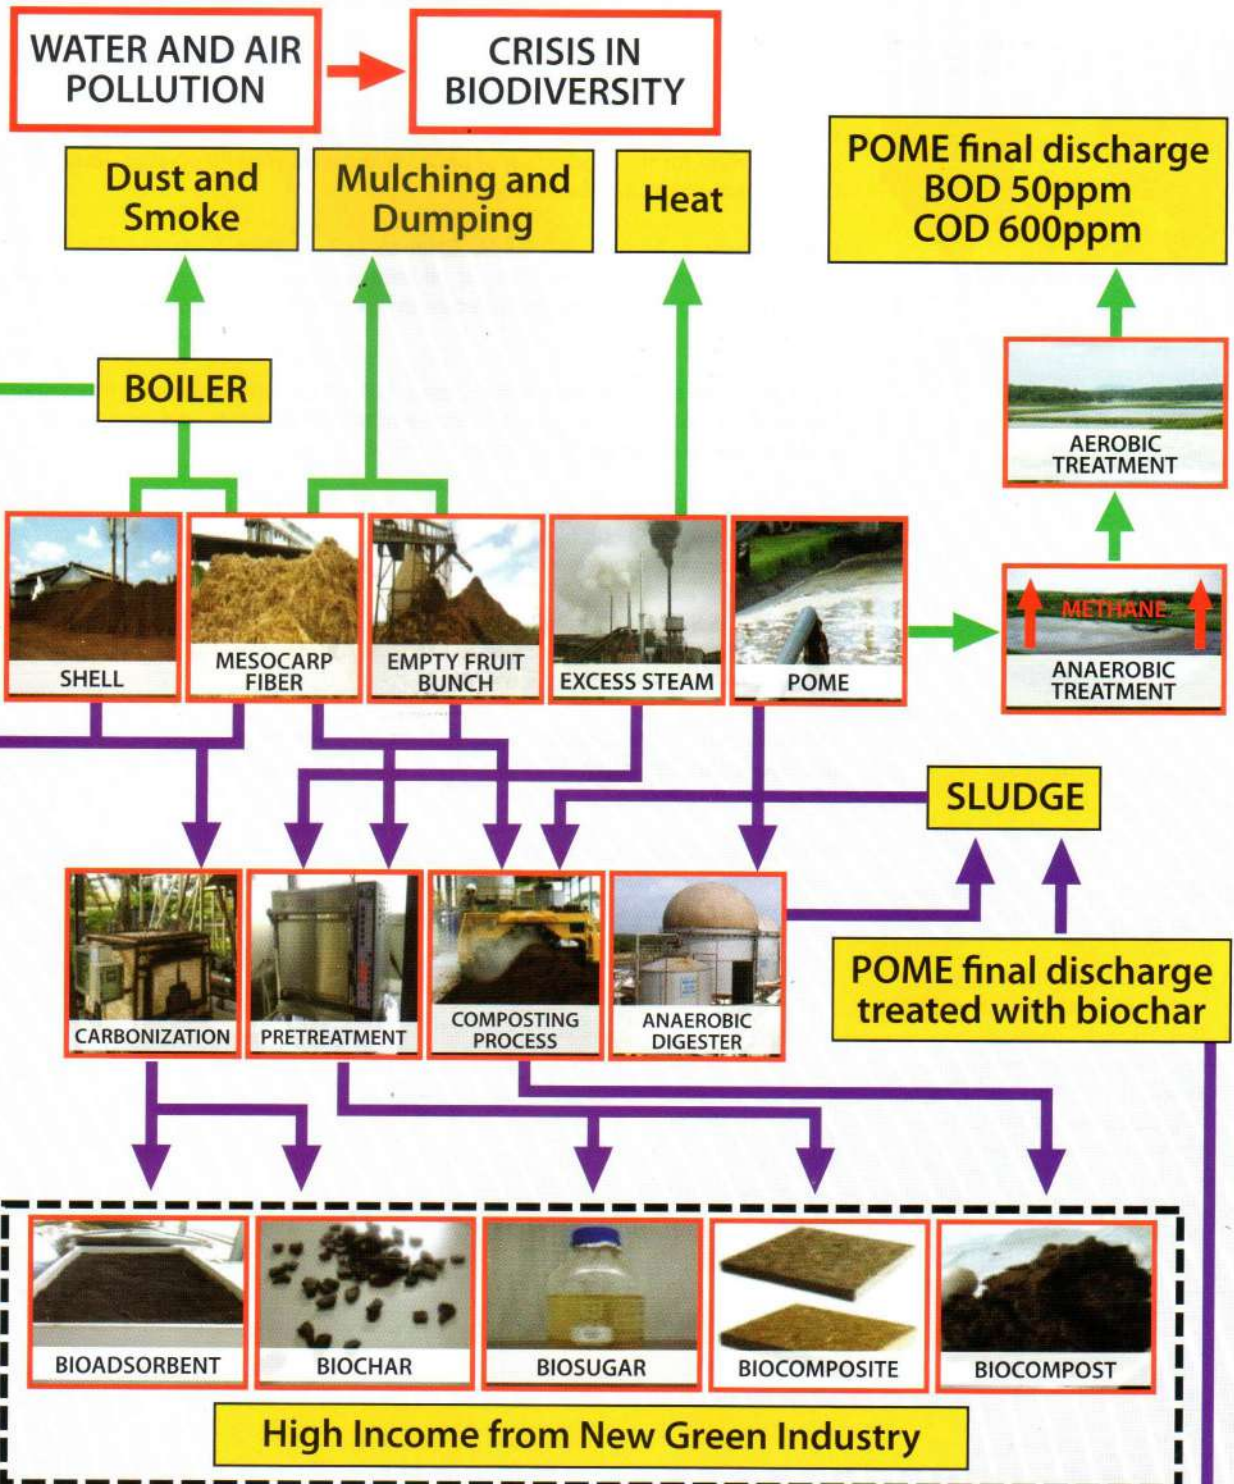 WATER AND AIR
POLLUTION
CRISIS IN
BIODIVERSITY
Dust and
Smoke
Mulching and
Dumping
Heat
POME final discharge
BOD 50ppm
COD 600ppm
BOILER
AEROBIC
TREATMENT
SHELL
MESOCARP
FIBER
EMPTY FRUIT
BUNCH
EXCESS STEAM
POME
METHANE
ANAEROBIC
TREATMENT
SLUDGE
CARBONIZATION
PRETREATMENT
COMPOSTING
PROCESS
ANAEROBIC
DIGESTER
POME final discharge
treated with biochar
BIOADSORBENT
BIOCHAR
BIOSUGAR
BIOCOMPOSITE
BIOCOMPOST
High Income from New Green Industry